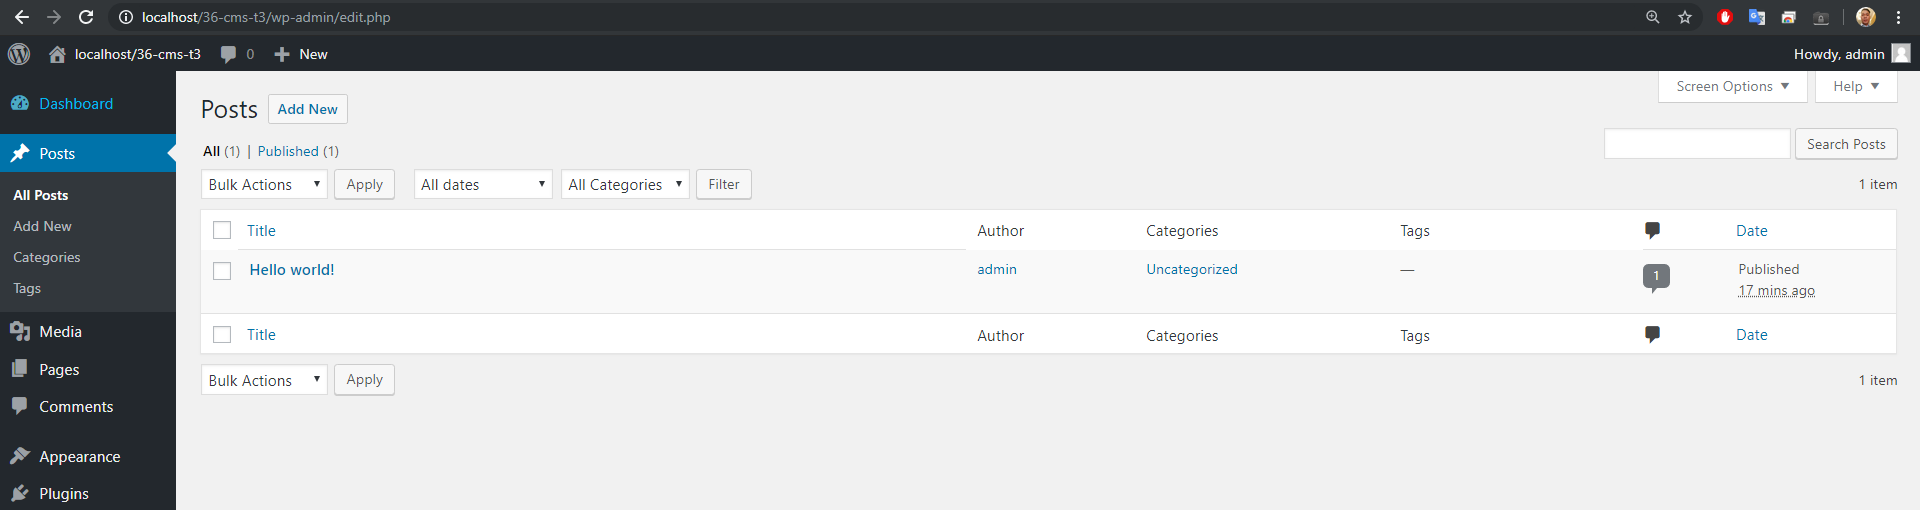 localhost/36-cms-t3/wp-admin/edit.php
localhost/36-cms-t3 0 New Howdy, admin
Dashboard
Posts
All Posts
Add New
Categories
Tags
Media
Pages
Comments
Appearance
Plugins
Screen Options Help
Posts Add New
All (1) | Published (1)
Search Posts
Bulk Actions Apply All dates All Categories Filter 1 item
Title Author Categories Tags Date
Hello world! admin Uncategorized — 1 Published
17 mins ago
Title Author Categories Tags Date
Bulk Actions Apply 1 item